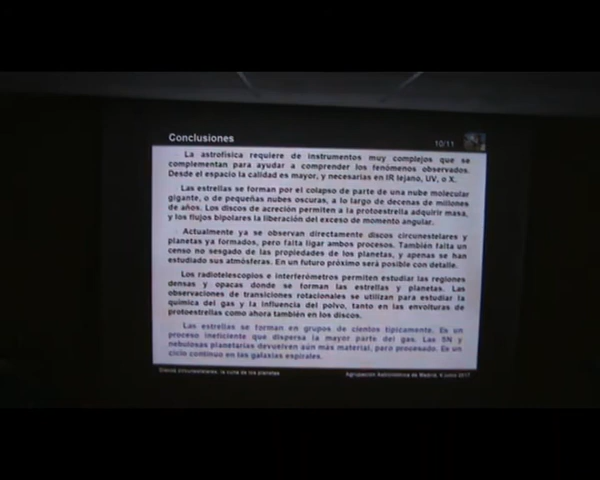 Conclusiones
10/11
La astrofísica requiere de instrumentos muy complejos que se
complementan para ayudar a comprender los fenómenos observados.
Desde el espacio la calidad es mayor, y necesarias en IR lejano, UV, o X.
Las estrellas se forman por el colapso de parte de una nube molecular
gigante, o de pequeñas nubes oscuras, a lo largo de decenas de millones
de años. Los discos de acreción permiten a la protoestrella adquirir masa,
y los flujos bipolares la liberación del exceso de momento angular.
Actualmente ya se observan directamente discos circunestelares y
planetas ya formados, pero falta ligar ambos procesos. También falta un
censo no sesgado de las propiedades de los planetas, y apenas se han
estudiado sus atmósferas. En un futuro próximo será posible con detalle.
Los radiotelescopios e interferómetros permiten estudiar las regiones
densas y opacas donde se forman las estrellas y planetas. Las
observaciones de transiciones rotacionales se utilizan para estudiar la
química del gas y la influencia del polvo, tanto en las envolturas de
protoestrellas como ahora también en los discos.
Las estrellas se forman en grupos de cientos típicamente. Es un
proceso ineficiente que dispersa la mayor parte del gas. Las SN y
nebulosas planetarias devuelven aún más material, pero procesado. Es un
ciclo continuo en las galaxias espirales.
Discos circunestelares: la cuna de los planetas
Agrupación Astronómica de Madrid, 2017